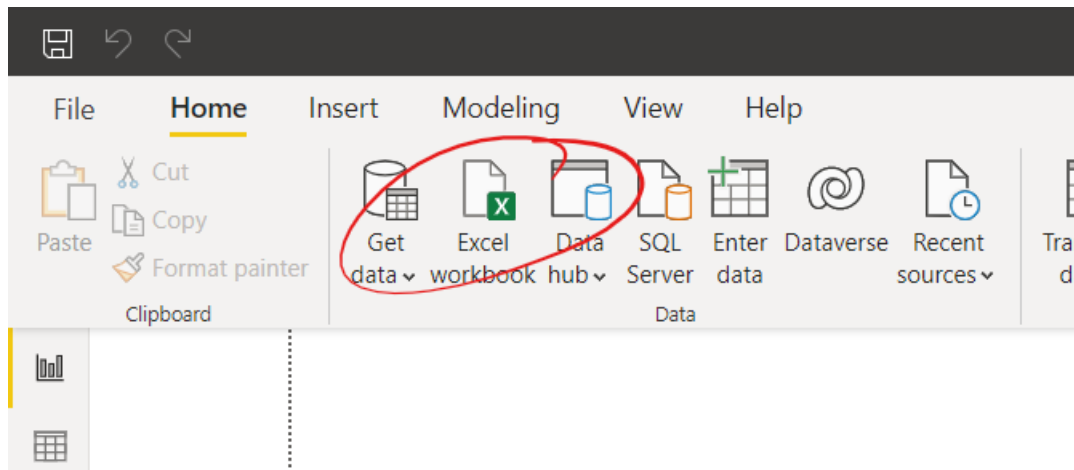 File Home Insert Modeling View Help
Cut
Copy
Format painter
Paste
Clipboard
Get Excel Data SQL Enter Dataverse Recent
data workbook hub Server data sources
Data
Tra
d